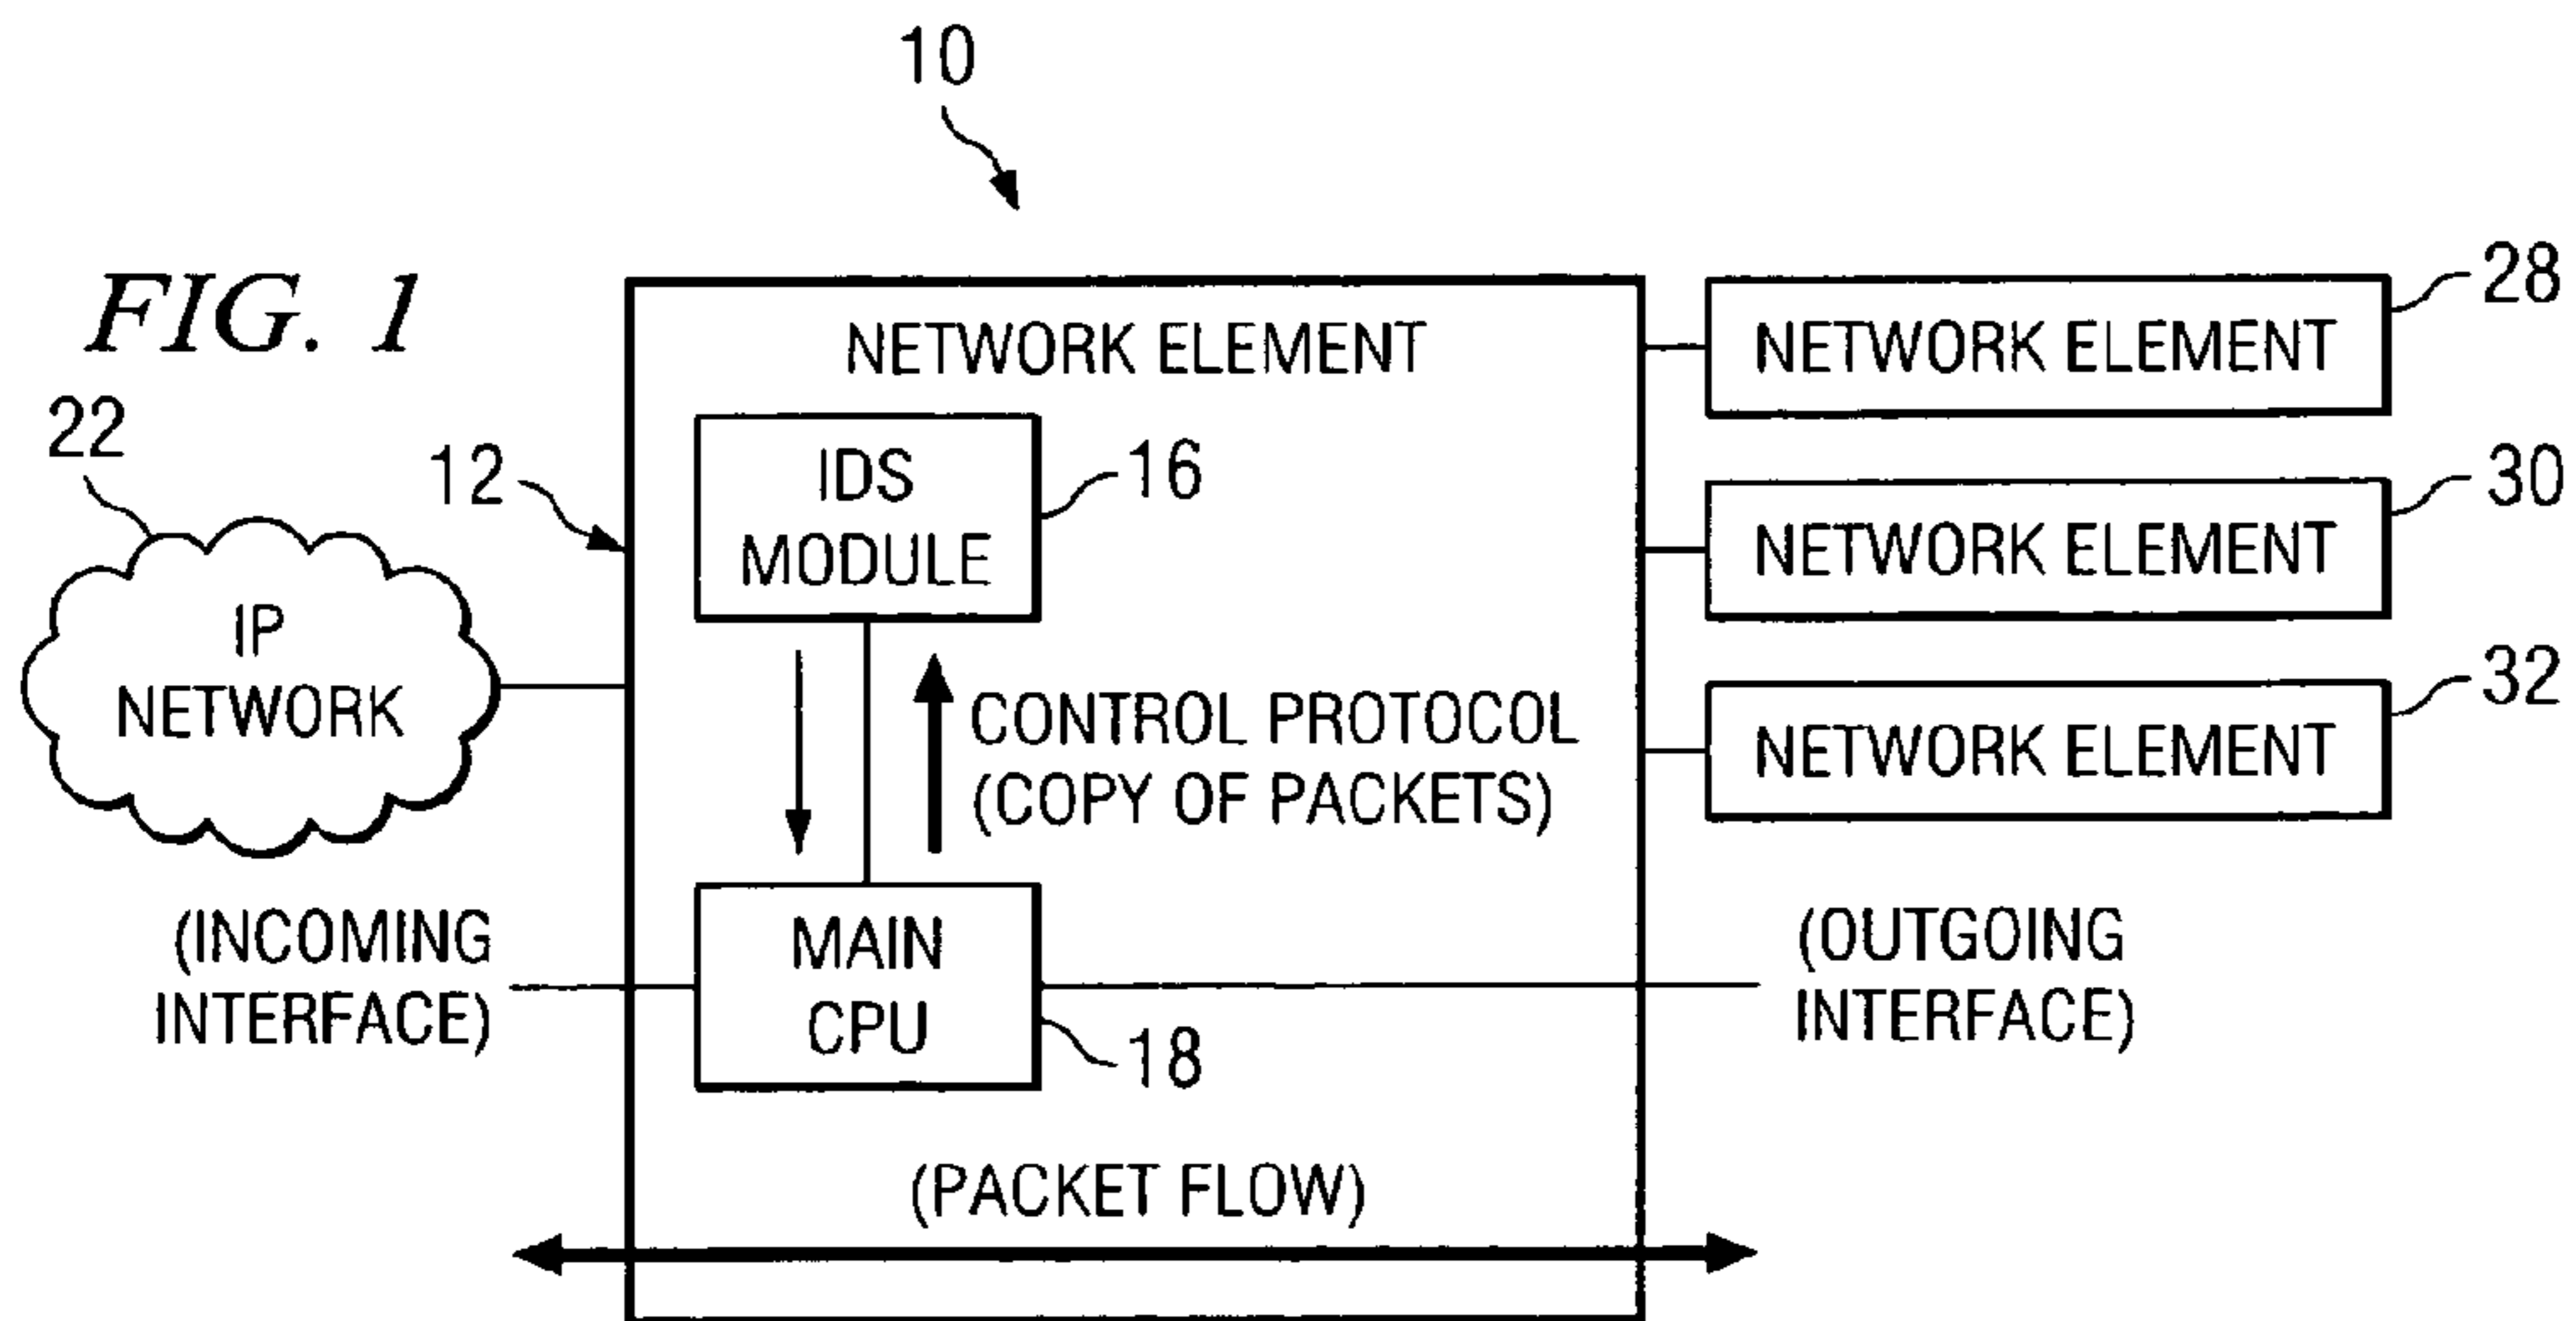 10
FIG. 1
NETWORK ELEMENT
NETWORK ELEMENT
28
22
12
IDS
MODULE
16
NETWORK ELEMENT
30
IP
NETWORK
CONTROL PROTOCOL
(COPY OF PACKETS)
NETWORK ELEMENT
32
(INCOMING
INTERFACE)
MAIN
CPU
18
(OUTGOING
INTERFACE)
(PACKET FLOW)